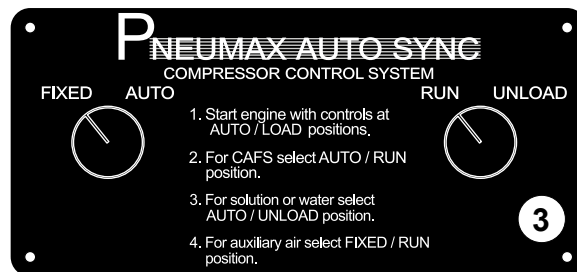 PNEUMAX AUTO SYNC
COMPRESSOR CONTROL SYSTEM
FIXED AUTO
RUN UNLOAD
1. Start engine with controls at
AUTO / LOAD positions.
2. For CAFS select AUTO / RUN
position.
3. For solution or water select
AUTO / UNLOAD position.
4. For auxiliary air select FIXED / RUN
position.
3